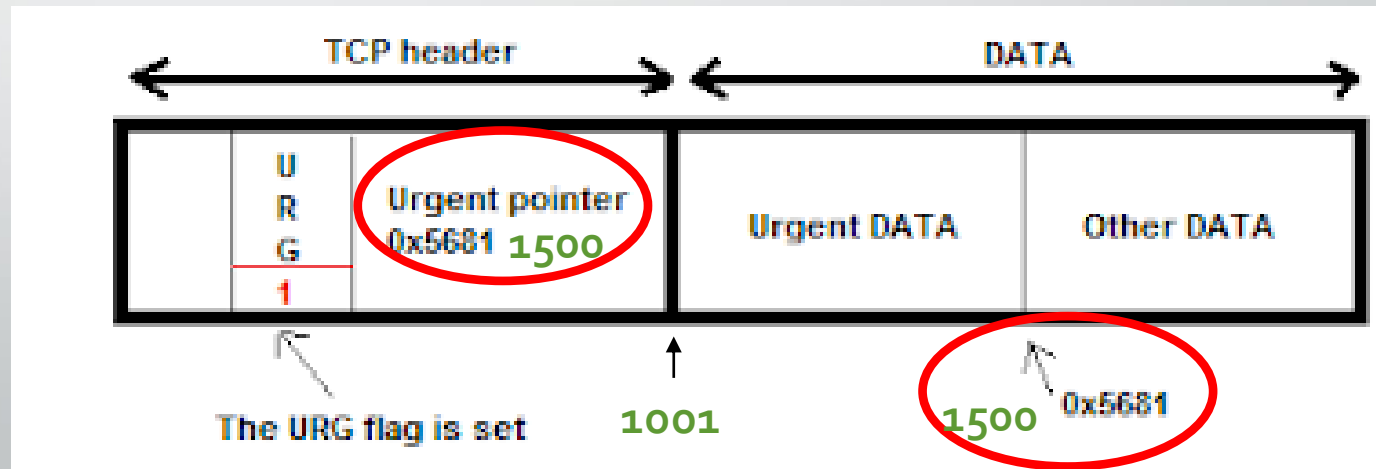 TCP header
DATA
U
R
G
1
Urgent pointer
0x5681 1500
Urgent DATA
Other DATA
The URG flag is set
1001
1500
0x5681